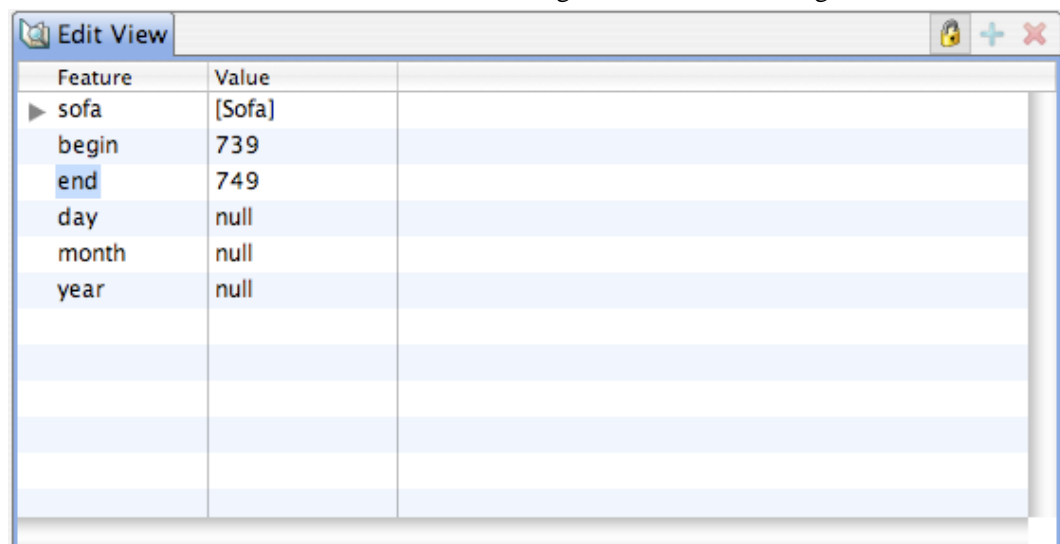 Edit View
Feature Value
sofa [Sofa]
begin 739
end 749
day null
month null
year null